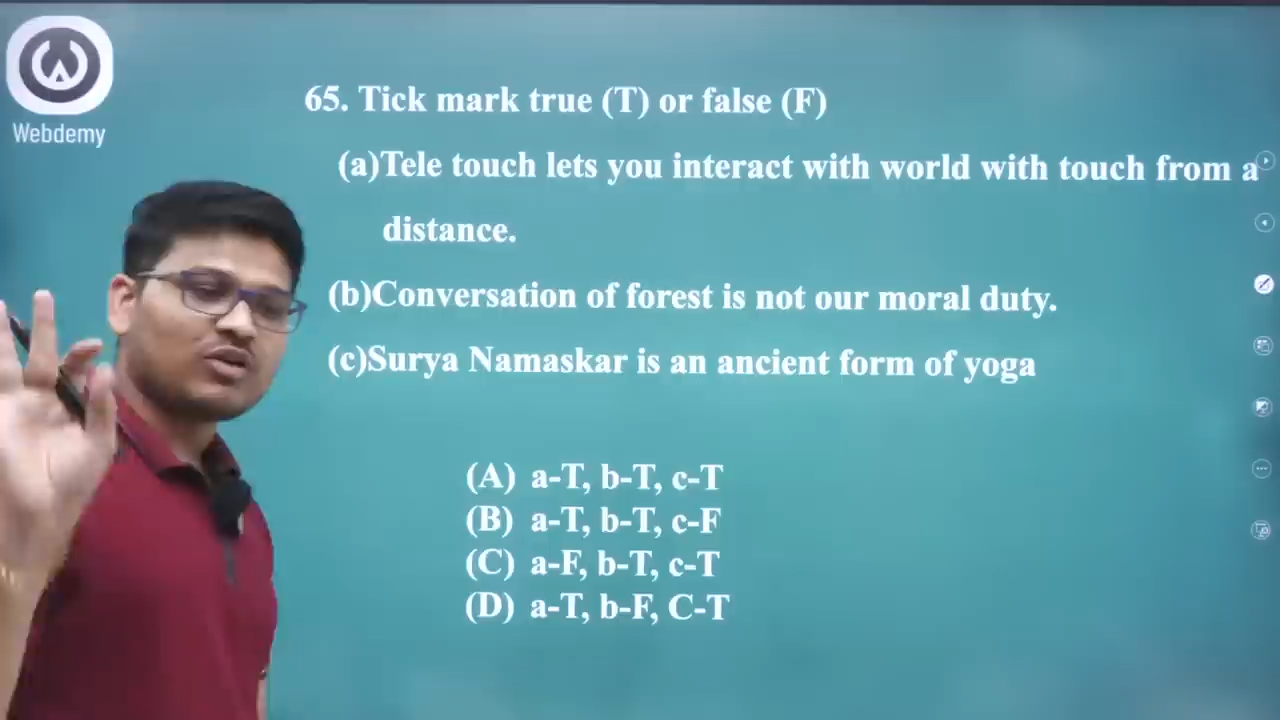 Webdemy
65. Tick mark true (T) or false (F)
(a)Tele touch lets you interact with world with touch from a
distance.
(b)Conversation of forest is not our moral duty.
(c)Surya Namaskar is an ancient form of yoga
(A) a-T, b-T, c-T
(B) a-T, b-T, c-F
(C) a-F, b-T, c-T
(D) a-T, b-F, C-T